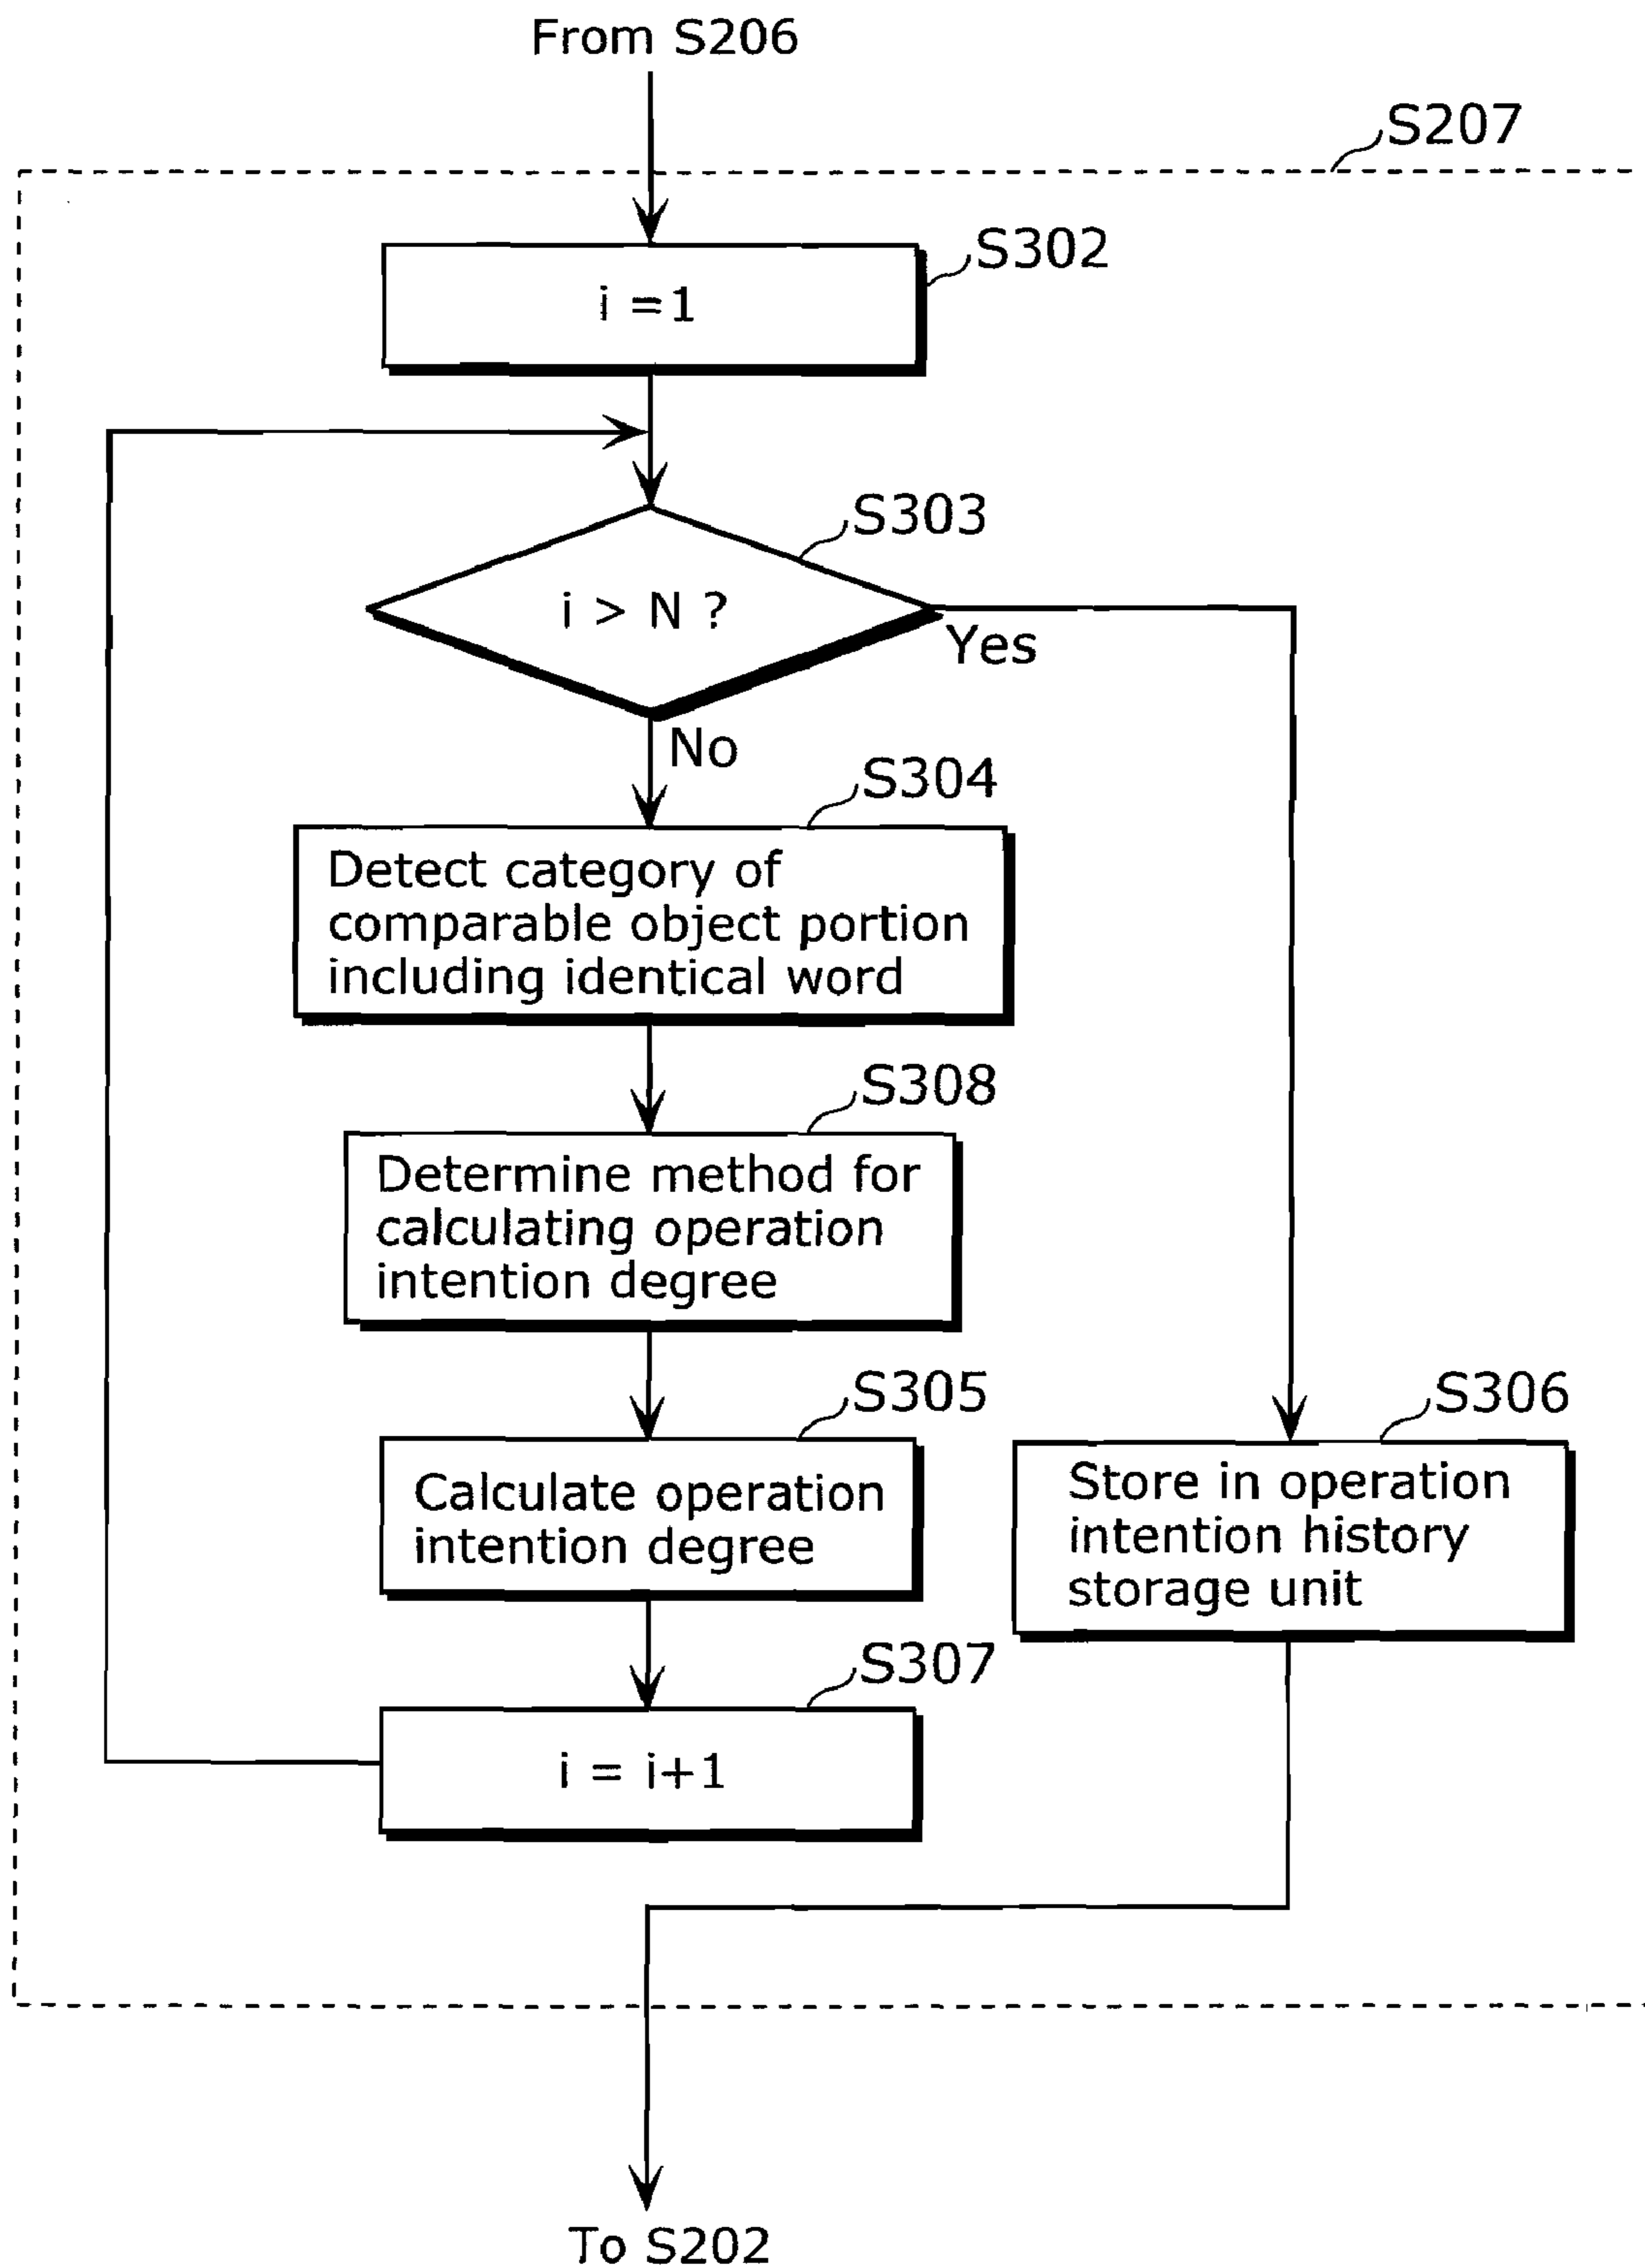 From S206
S207
S302
i =1
S303
i > N ?
Yes
No
S304
Detect category of
comparable object portion
including identical word
S308
Determine method for
calculating operation
intention degree
S305
Calculate operation
intention degree
S306
Store in operation
intention history
storage unit
S307
i = i+1
To S202